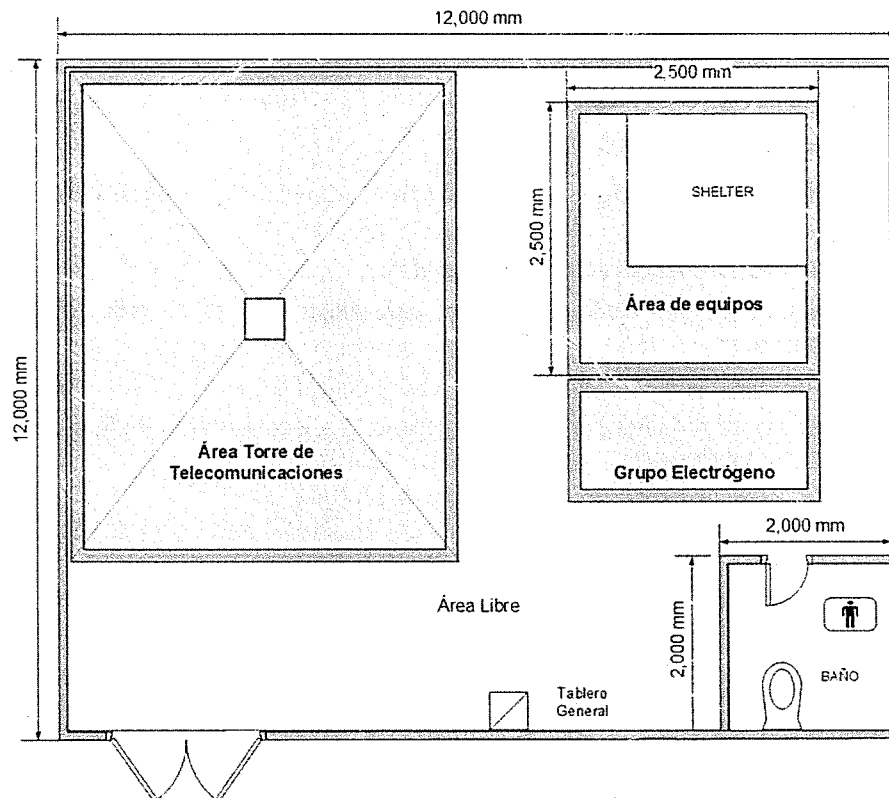 12,000 mm
2,500 mm
SHELTER
2,500 mm
Área de equipos
12,000 mm
Área Torre de
Telecomunicaciones
Grupo Electrógeno
2,000 mm
Área Libre
2,000 mm
BAÑO
Tablero
General